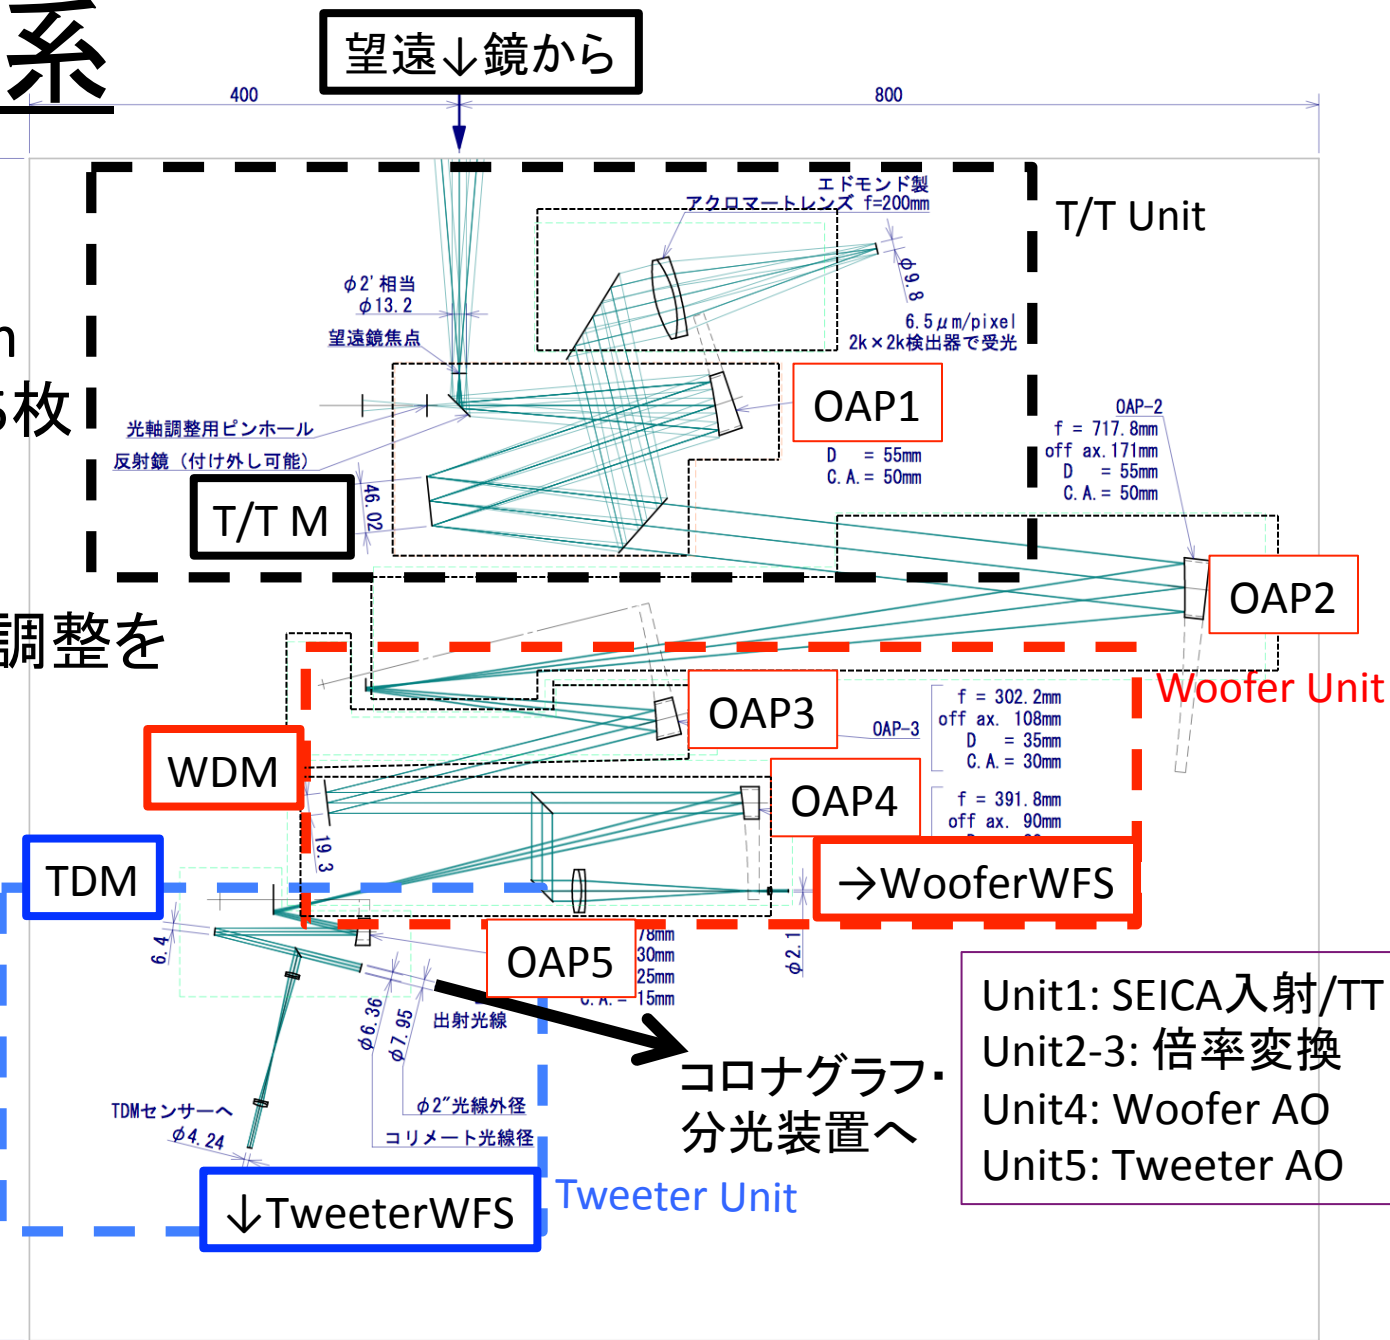 系
望遠↓鏡から
400
800
T/T Unit
エドモンド製
アクロマートレンズ f=200mm
φ2' 相当
φ13.2
望遠鏡焦点
φ9.8
6.5μm/pixel
2k×2k検出器で受光
m
枚
光軸調整用ピンホール
反射鏡（付け外し可能）
OAP1
D = 55mm
C.A.= 50mm
OAP-2
f = 717.8mm
off ax.171mm
D = 55mm
C.A.= 50mm
T/T M
46.02
OAP2
調整を
Woofer Unit
OAP3
OAP-3
f = 302.2mm
off ax. 108mm
D = 35mm
C.A.= 30mm
WDM
OAP4
f = 391.8mm
off ax. 90mm
19.3
TDM
→WooferWFS
6.4
OAP5
78mm
30mm
25mm
C.A.= 15mm
φ2.1
φ6.36
φ7.95
出射光線
コロナグラフ・
分光装置へ
Unit1: SEICA入射/TT
Unit2-3: 倍率変換
Unit4: Woofer AO
Unit5: Tweeter AO
TDMセンサーへ
φ4.24
φ2"光線外径
コリメート光線径
↓TweeterWFS
Tweeter Unit